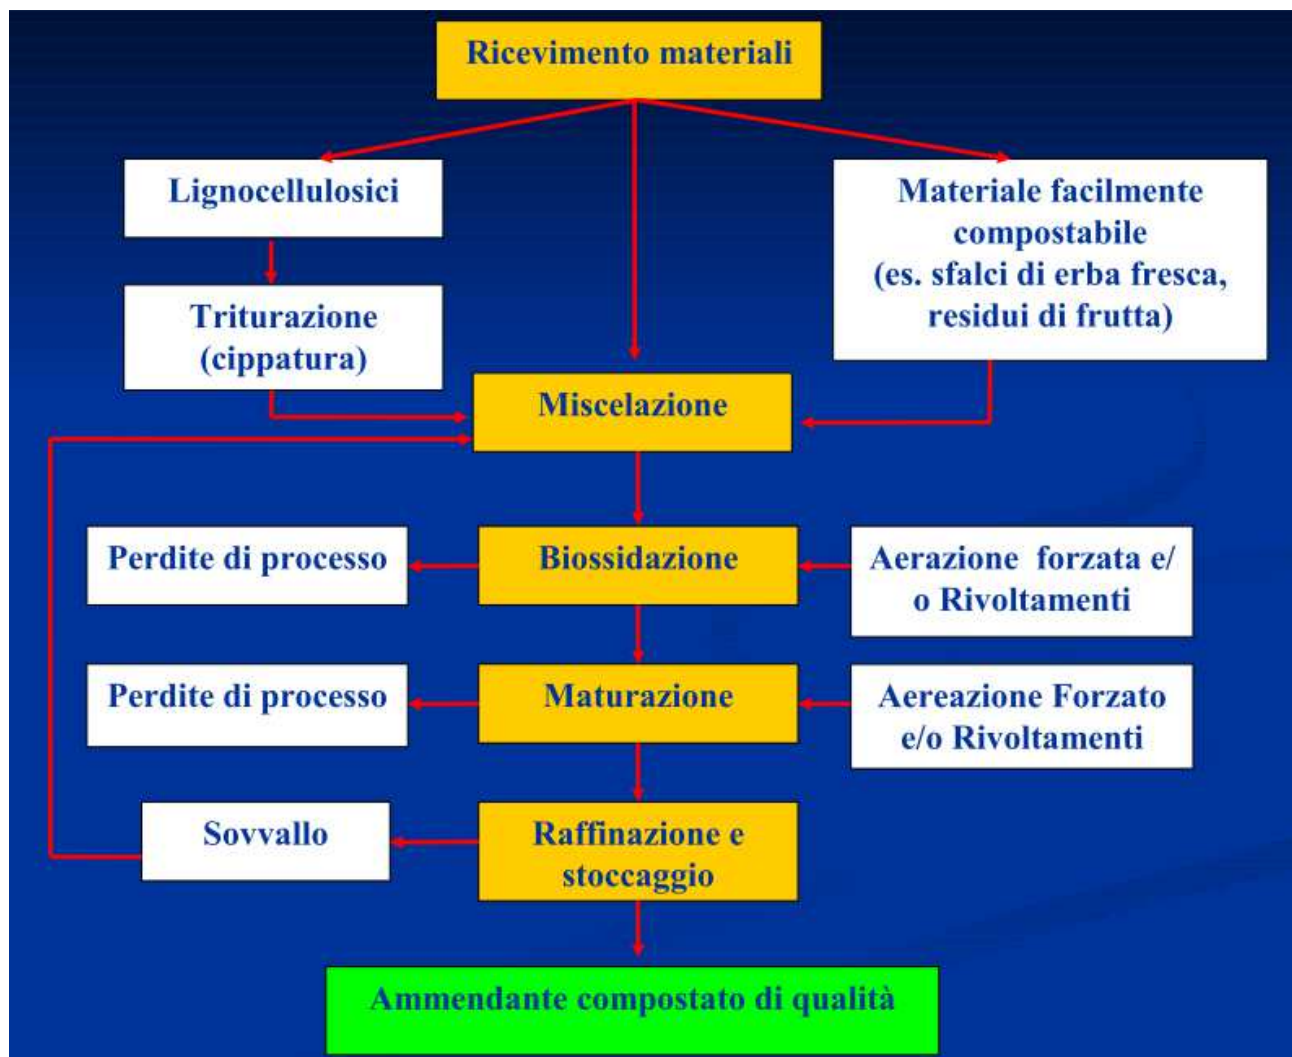 Ricevimento materiali
Lignocellulosici
Materiale facilmente
compostabile
(es. sfalci di erba fresca,
residui di frutta)
Triturazione
(cippatura)
Miscelazione
Perdite di processo
Biossidazione
Aerazione forzata e/
o Rivoltamenti
Perdite di processo
Maturazione
Aereazione Forzato
e/o Rivoltamenti
Sovvallo
Raffinazione e
stoccaggio
Ammendante compostato di qualità